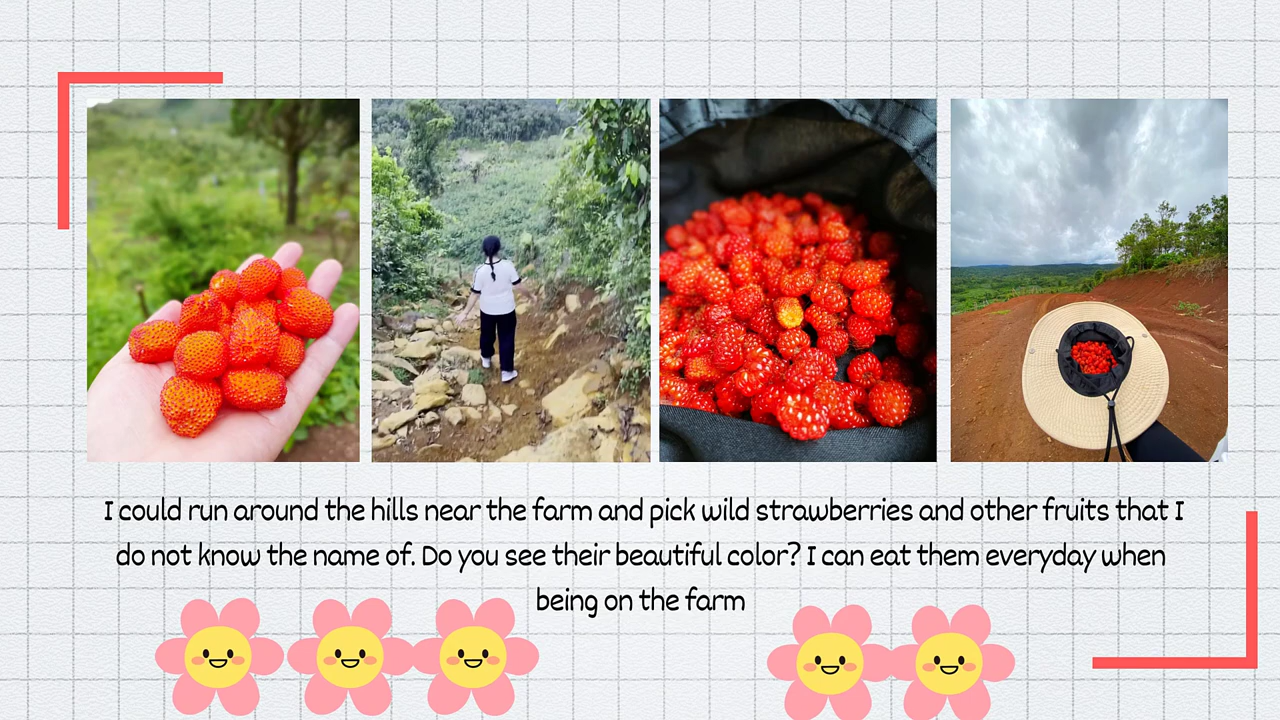 I could run around the hills near the farm and pick wild strawberries and other fruits that I
do not know the name of. Do you see their beautiful color? I can eat them everyday when
being on the farm